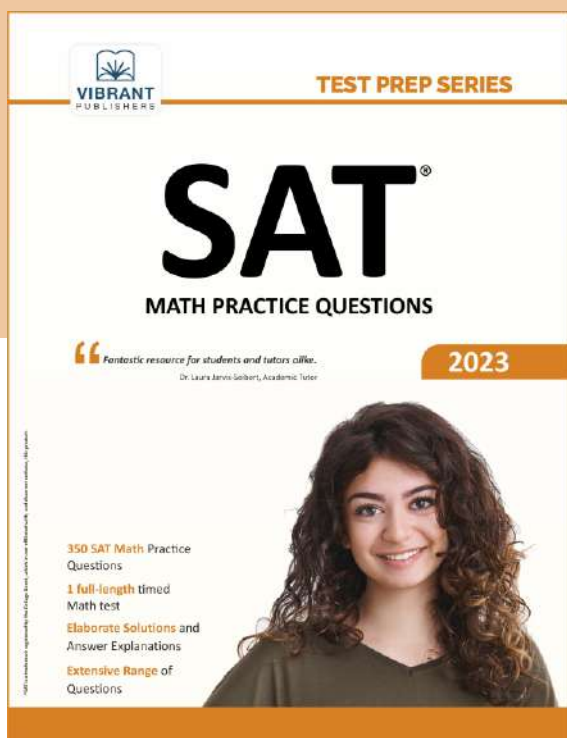 VIBRANT
PUBLISHERS
TEST PREP SERIES
SAT®
MATH PRACTICE QUESTIONS
“ Fantastic resource for students and tutors alike.
Dr. Laura Jarvis-Seibert, Academic Tutor
2023
350 SAT Math Practice
Questions
1 full-length timed
Math test
Elaborate Solutions and
Answer Explanations
Extensive Range of
Questions